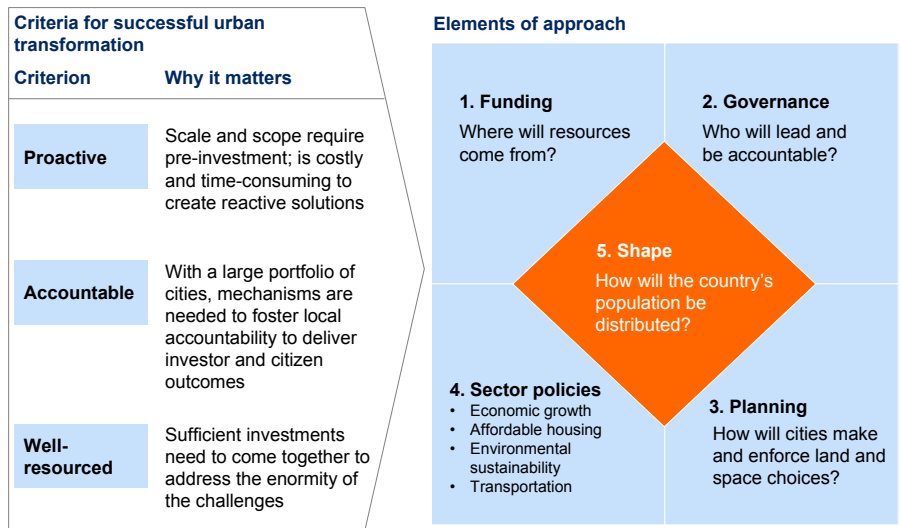 Criteria for successful urban
transformation
Criterion
Why it matters
Proactive
Scale and scope require
pre-investment; is costly
and time-consuming to
create reactive solutions
Accountable
With a large portfolio of
cities, mechanisms are
needed to foster local
accountability to deliver
investor and citizen
outcomes
Well-
resourced
Sufficient investments
need to come together to
address the enormity of
the challenges
Elements of approach
1. Funding
Where will resources
come from?
2. Governance
Who will lead and
be accountable?
5. Shape
How will the country’s
population be
distributed?
4. Sector policies
• Economic growth
• Affordable housing
• Environmental
sustainability
• Transportation
3. Planning
How will cities make
and enforce land and
space choices?